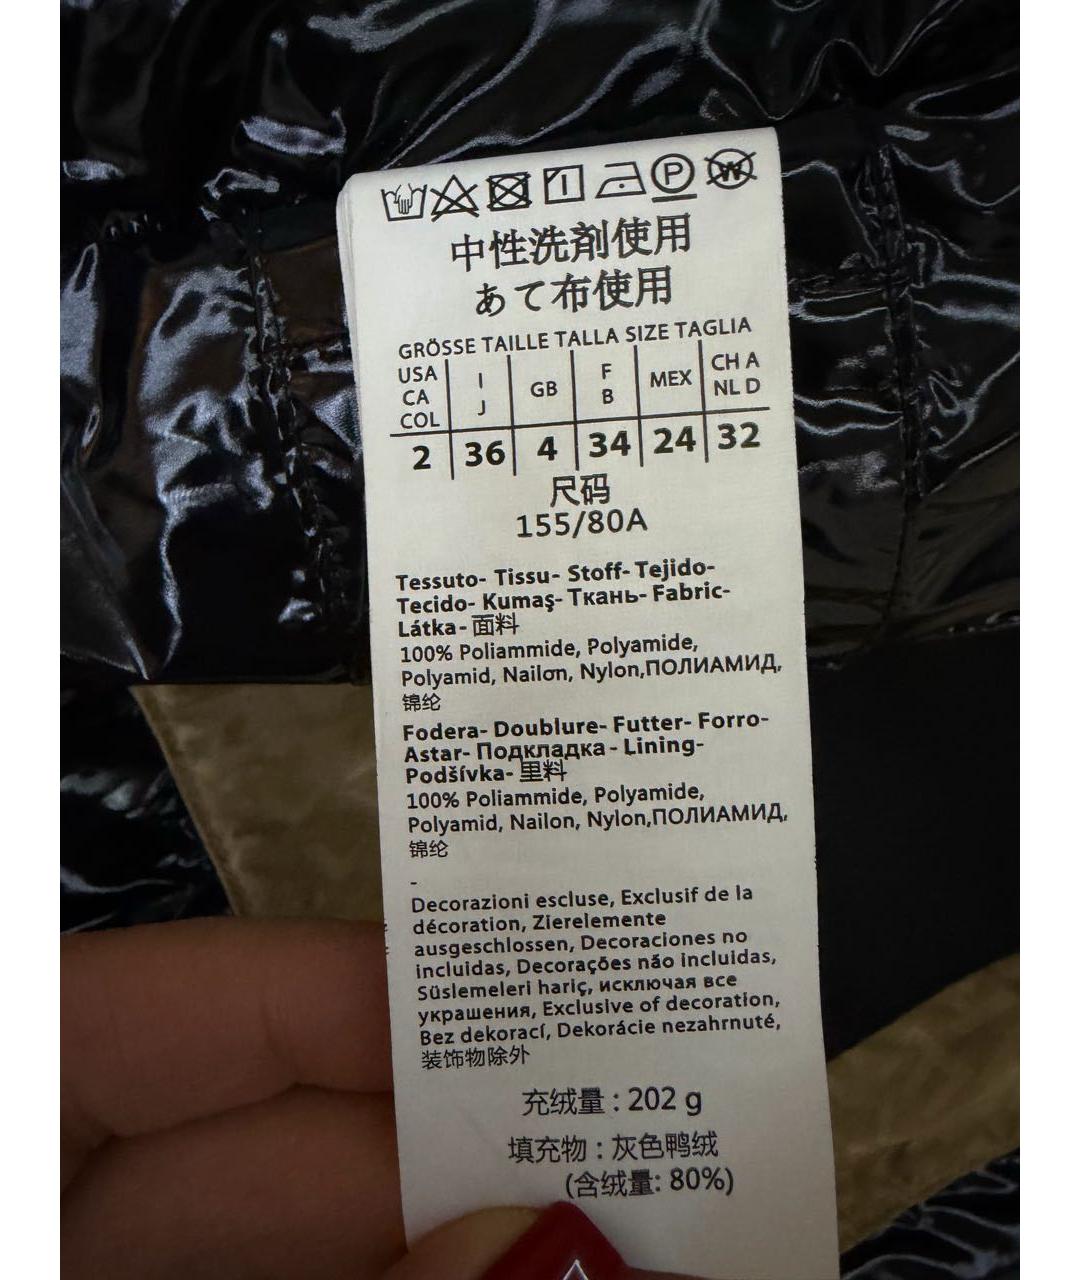 P W
中性洗剤使用
あて布使用
GRÖSSE TAILLE TALLA SIZE TAGLIA
USA CA COL | I J | GB | F B | MEX | CH A NL D
2 | 36 | 4 | 34 | 24 | 32
尺码
155/80A
Tessuto- Tissu- Stoff- Tejido-
Tecido- Kumaş- Ткань- Fabric-
Látka- 面料
100% Poliammide, Polyamide,
Polyamid, Nailon, Nylon,ПОЛИАМИД,
锦纶
Fodera- Doublure- Futter- Forro-
Astar- Подкладка - Lining-
Podšívka- 里料
100% Poliammide, Polyamide,
Polyamid, Nailon, Nylon,ПОЛИАМИД,
锦纶
-
Decorazioni escluse, Exclusif de la
décoration, Zierelemente
ausgeschlossen, Decoraciones no
incluidas, Decorações não incluidas,
Süslemeleri hariç, исключая все
украшения, Exclusive of decoration,
Bez dekorací, Dekorácie nezahrnuté,
装饰物除外
充绒量 : 202 g
填充物 : 灰色鸭绒
(含绒量: 80%)